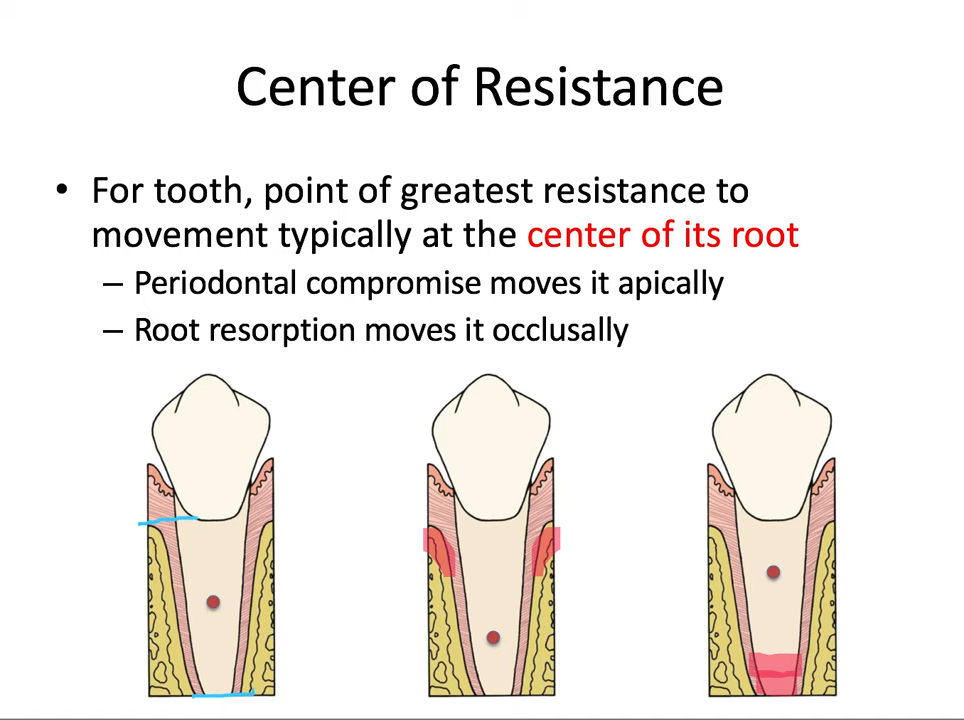 Center of Resistance
• For tooth, point of greatest resistance to
movement typically at the center of its root
– Periodontal compromise moves it apically
– Root resorption moves it occlusally